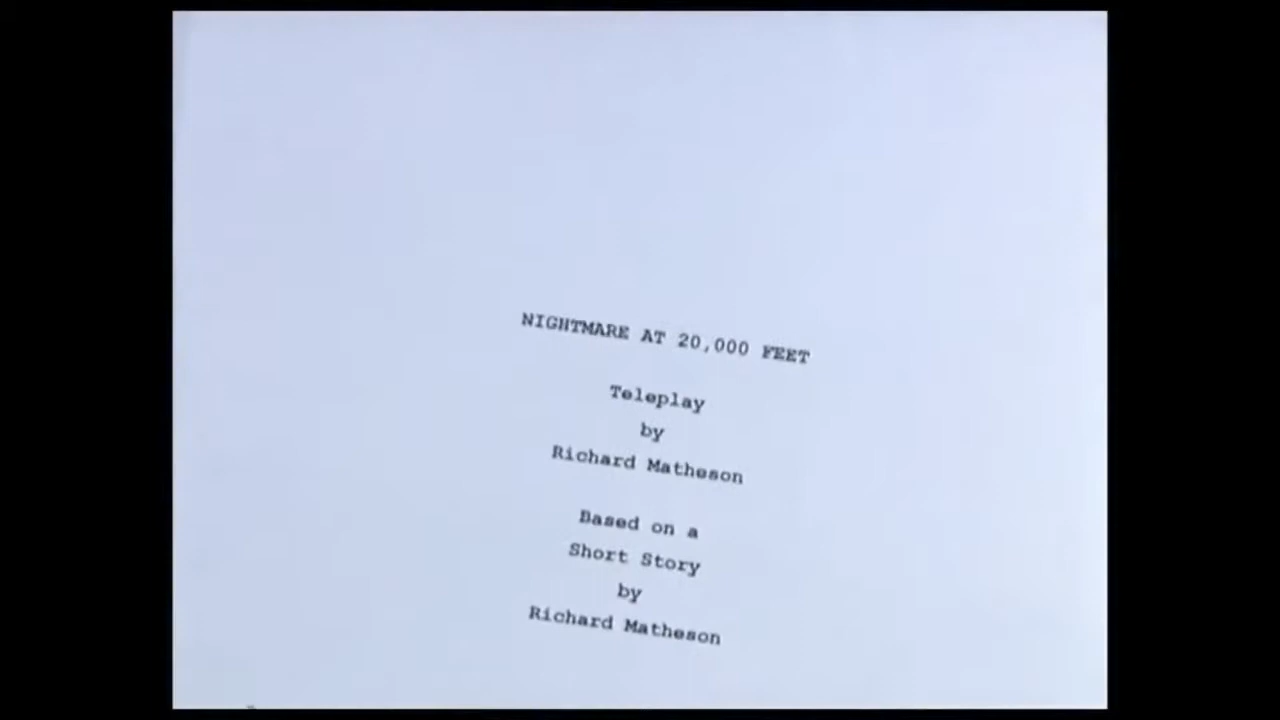 NIGHTMARE AT 20,000 FEET
Teleplay
by
Richard Matheson
Based on a
Short Story
by
Richard Matheson